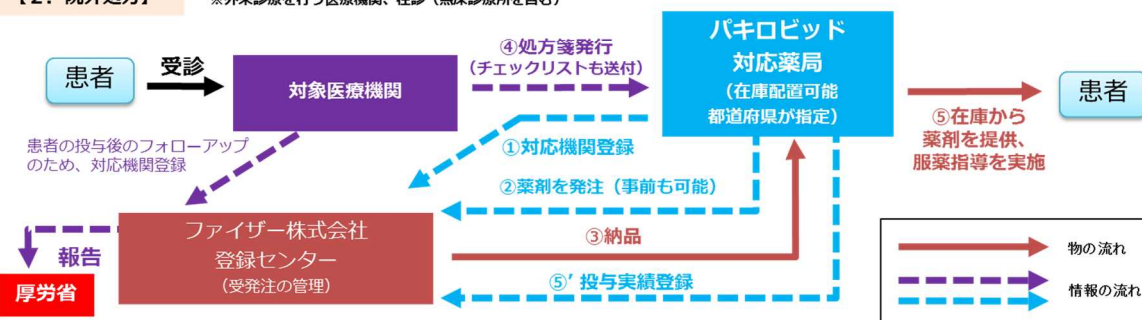 【2.院外処方】
※外来診療を行う医療機関、往診（無床診療所を含む）
患者
受診
対象医療機関
④処方箋発行
（チェックリストも送付）
パキロビッド
対応薬局
（在庫配置可能
都道府県が指定）
⑤在庫から
薬剤を提供、
服薬指導を実施
患者
患者の投与後のフォローアップ
のため、対応機関登録
①対応機関登録
②薬剤を発注（事前も可能）
ファイザー株式会社
登録センター
（受発注の管理）
③納品
⑤’ 投与実績登録
報告
厚労省
物の流れ
情報の流れ